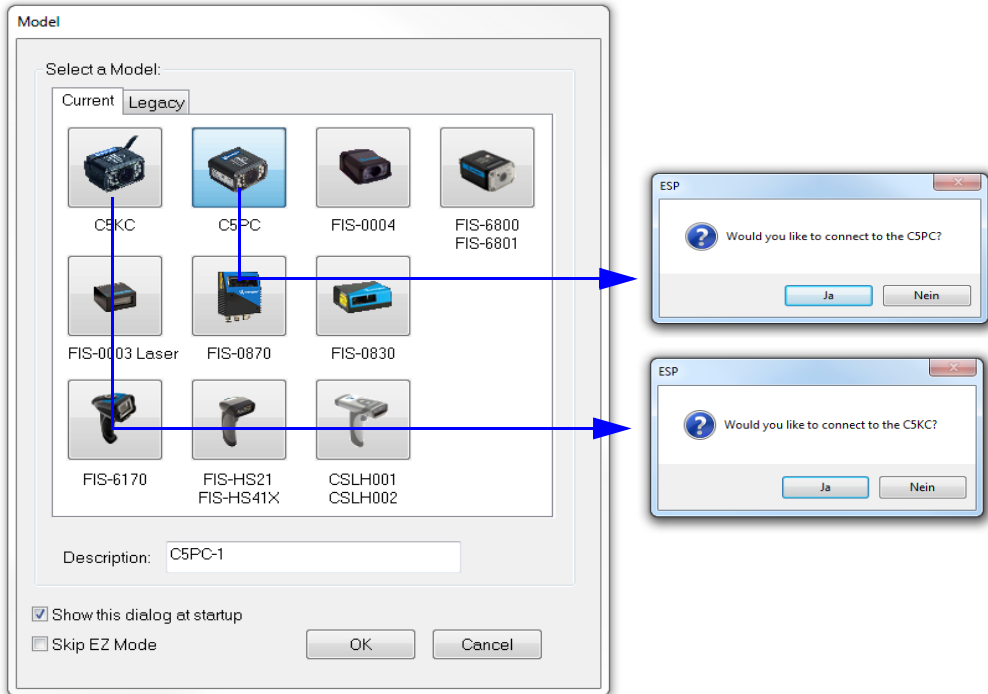 Model
Select a Model:
Current Legacy
C5KC C5PC FIS-0004 FIS-6800
FIS-6801
FIS-0003 Laser FIS-0870 FIS-0830
FIS-6170 FIS-HS21 CSLH001
FIS-HS41X CSLH002
Description: C5PC-1
Show this dialog at startup
Skip EZ Mode OK Cancel
ESP
Would you like to connect to the C5PC?
Ja Nein
ESP
Would you like to connect to the C5KC?
Ja Nein